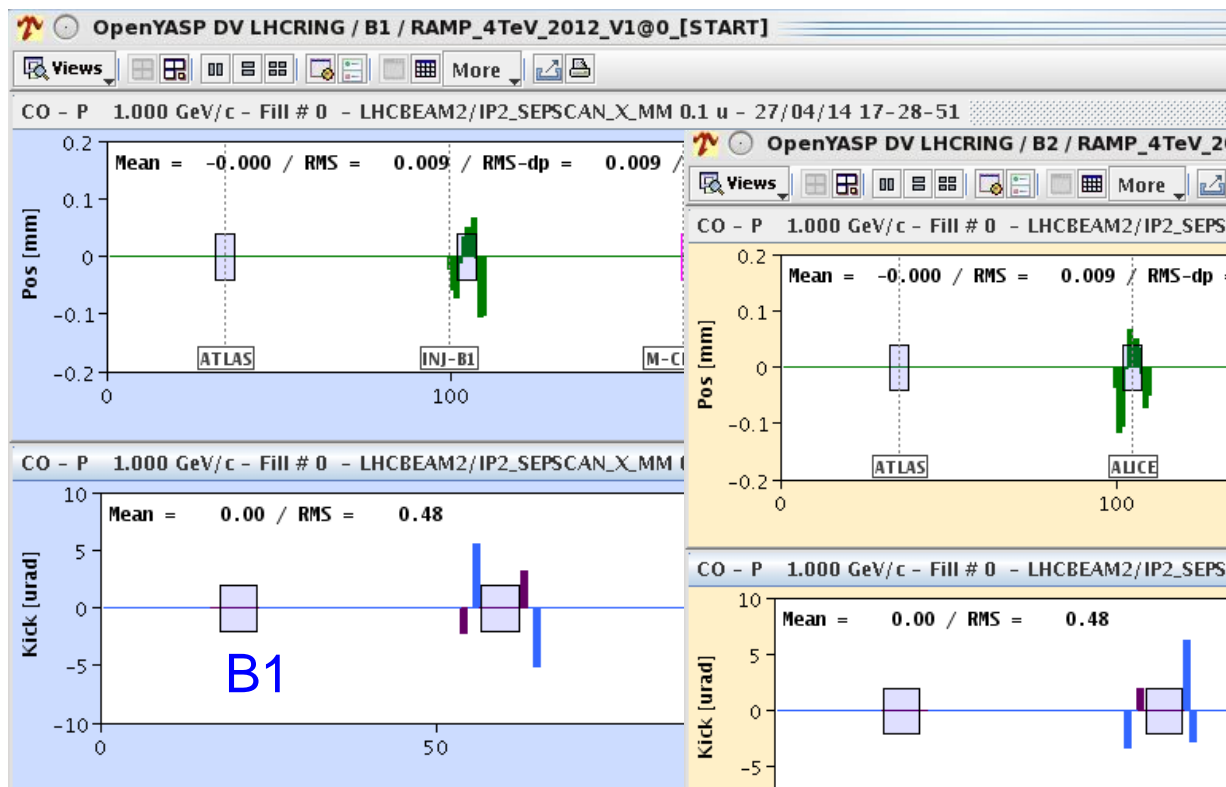 OpenYASP DV LHCRING / B1 / RAMP_4TeV_2012_V1@0_[START]
Views More
CO - P 1.000 GeV/c - Fill # 0 - LHCBEAM2/IP2_SEPSCAN_X_MM 0.1 u - 27/04/14 17-28-51
Mean = -0.000 / RMS = 0.009 / RMS-dp = 0.009 /
Pos [mm]
0.2
0.1
0
-0.1
-0.2
ATLAS
INJ-B1
0
100
CO - P 1.000 GeV/c - Fill # 0 - LHCBEAM2/IP2_SEPSCAN_X_MM
Mean = 0.00 / RMS = 0.48
Kick [urad]
10
5
0
-5
-10
B1
0
50
OpenYASP DV LHCRING / B2 / RAMP_4TeV_2
Views More
CO - P 1.000 GeV/c - Fill # 0 - LHCBEAM2/IP2_SEPS
Mean = -0.000 / RMS = 0.009 / RMS-dp =
Pos [mm]
0.2
0.1
0
-0.1
-0.2
ATLAS
ALICE
0
100
CO - P 1.000 GeV/c - Fill # 0 - LHCBEAM2/IP2_SEPS
Mean = 0.00 / RMS = 0.48
Kick [urad]
10
5
0
-5